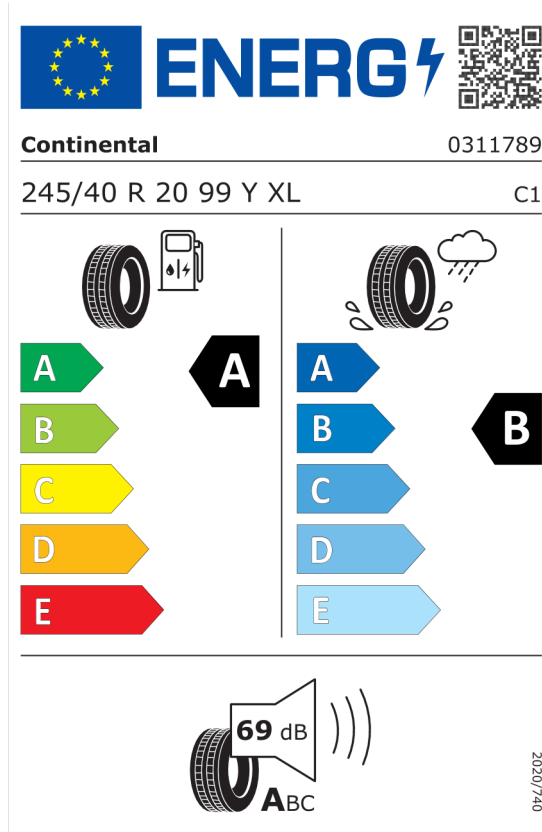 ENERG
Continental 0311789
245/40 R 20 99 Y XL C1
A A
B
C
D
E
A
B B
C
D
E
69 dB
ABC
2020/740